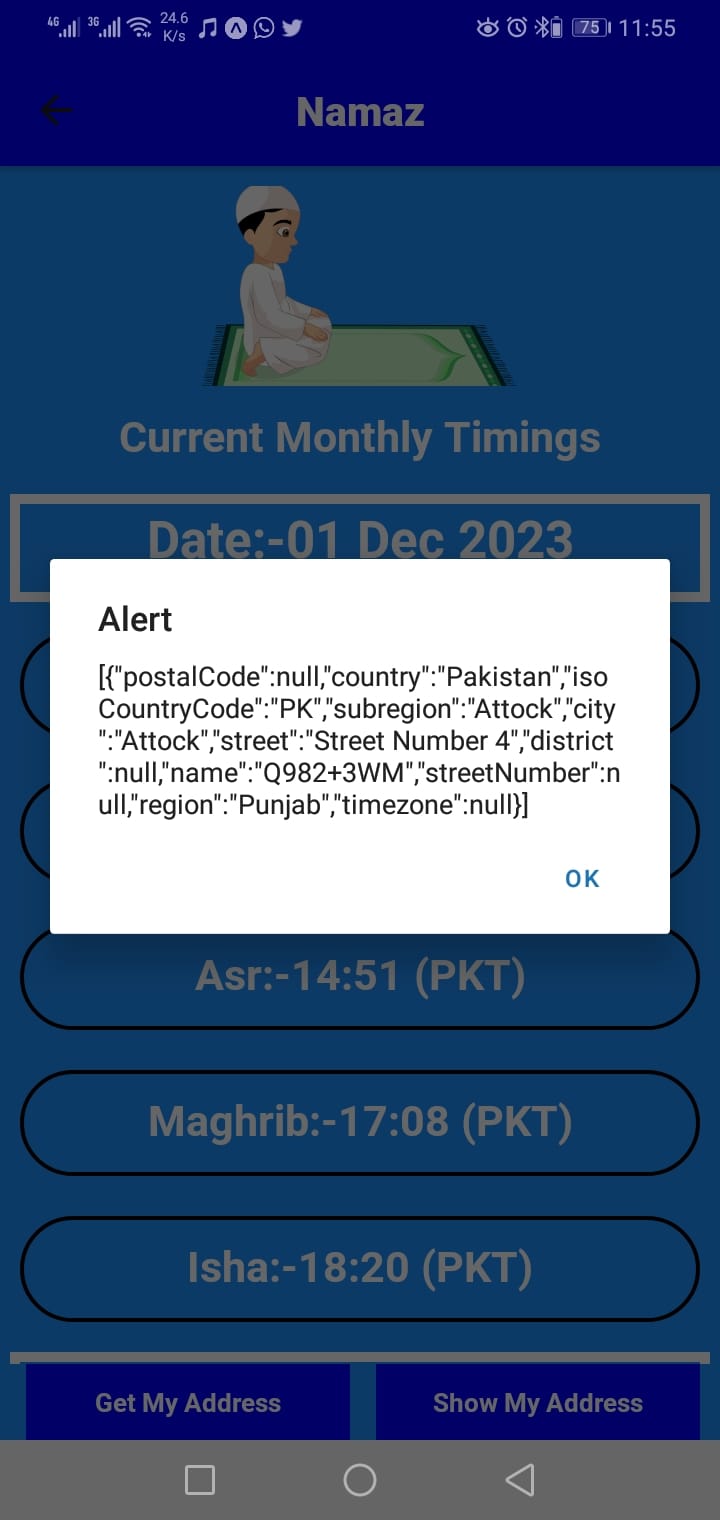 4G 3G 24.6 K/s 75 11:55
Namaz
Current Monthly Timings
Date:-01 Dec 2023
Alert
[{"postalCode":null,"country":"Pakistan","iso
CountryCode":"PK","subregion":"Attock","city
":"Attock","street":"Street Number 4","district
":null,"name":"Q982+3WM","streetNumber":n
ull,"region":"Punjab","timezone":null}]
OK
Asr:-14:51 (PKT)
Maghrib:-17:08 (PKT)
Isha:-18:20 (PKT)
Get My Address Show My Address